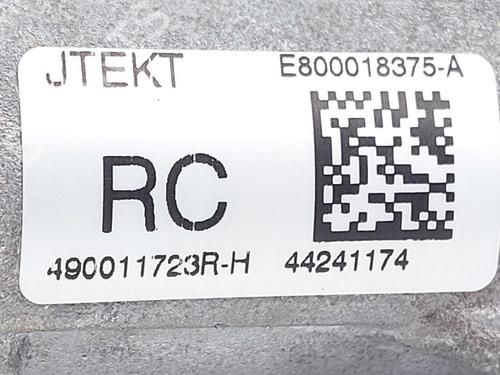 JTEKT
E800018375-A
RC
490011723R-H
44241174